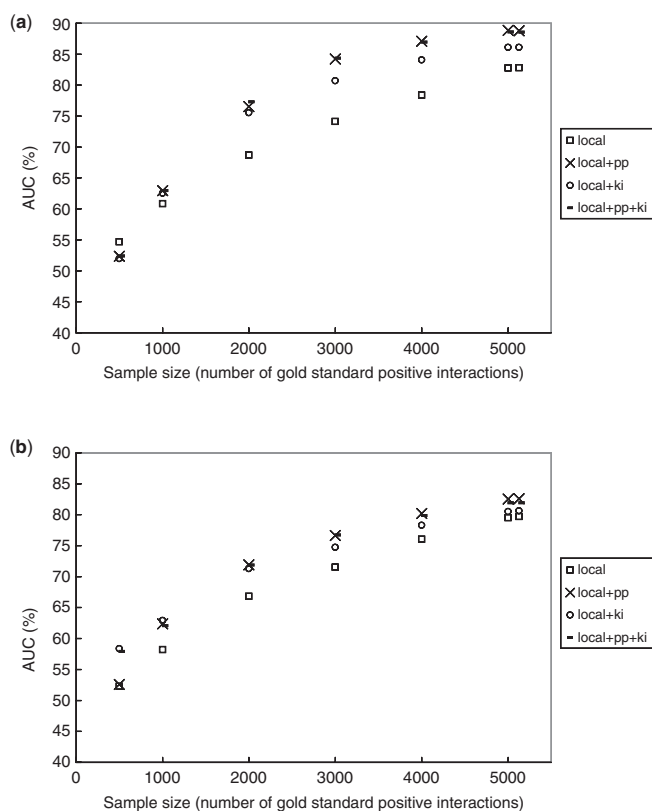 (a)
90
85
80
75
70
65
60
55
50
45
40
AUC (%)
0 1000 2000 3000 4000 5000
Sample size (number of gold standard positive interactions)
local
local+pp
local+ki
local+pp+ki
(b)
90
85
80
75
70
65
60
55
50
45
40
AUC (%)
0 1000 2000 3000 4000 5000
Sample size (number of gold standard positive interactions)
local
local+pp
local+ki
local+pp+ki